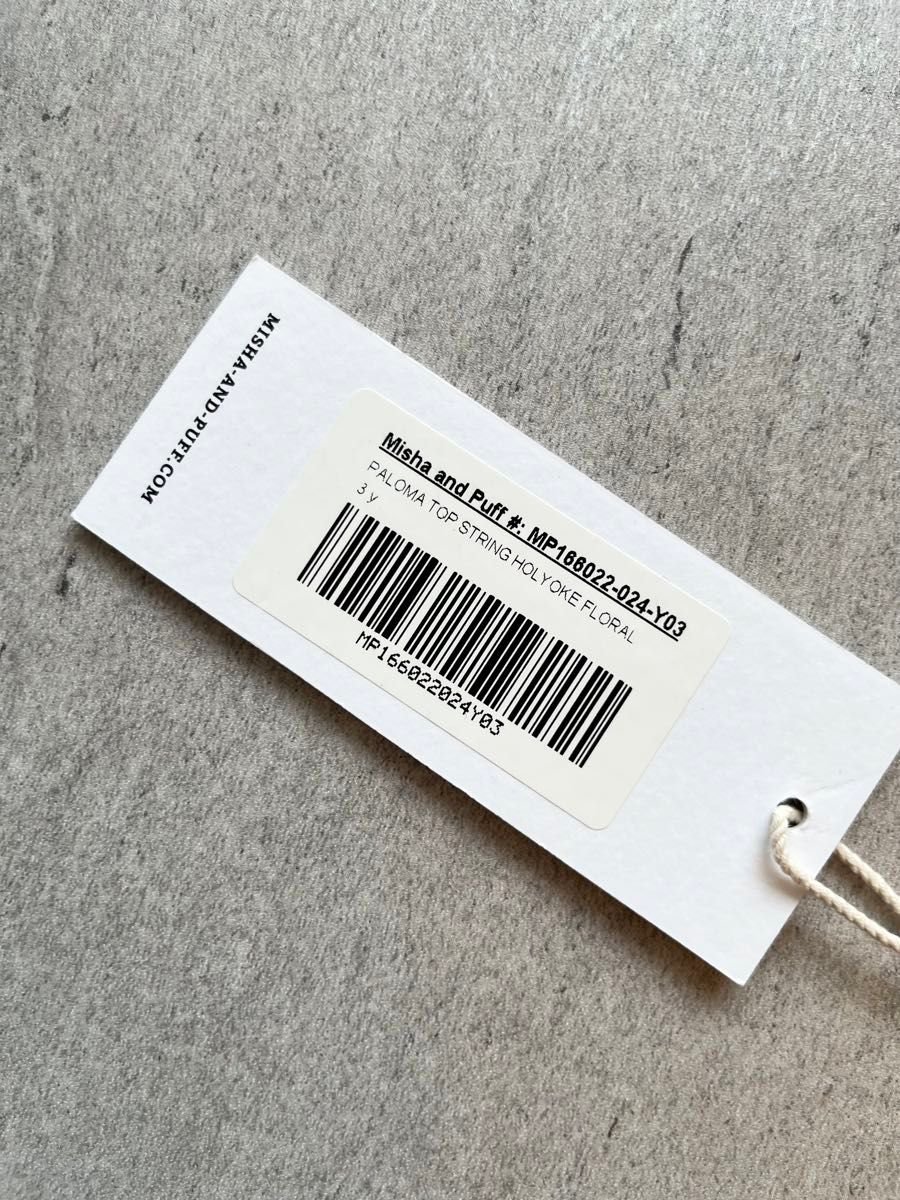 MISHA-AND-PUFF.COM
Misha and Puff #: MP166022-024-Y03
PALOMA TOP STRING HOLYOKE FLORAL
3 y
MP166022024Y03